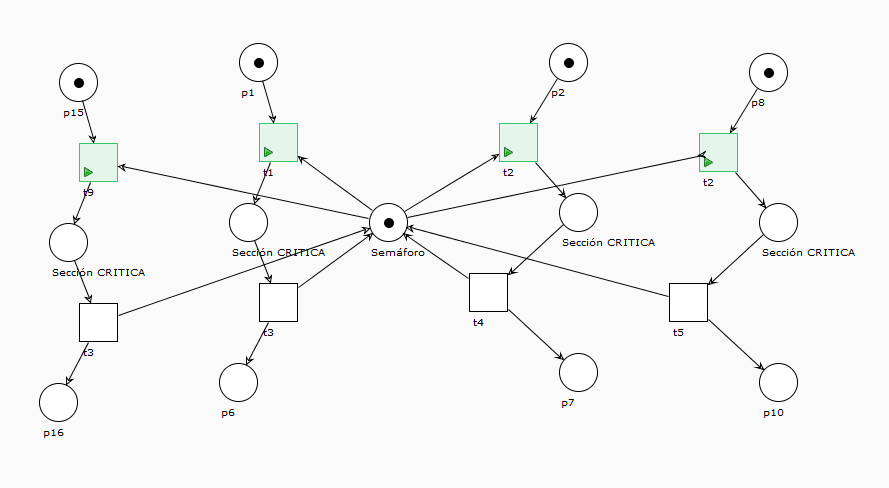 p15
p1
p2
p8
t9
t1
t2
t2
Sección CRITICA
Sección CRITICA
Semáforo
Sección CRITICA
Sección CRITICA
t3
t3
t4
t5
p16
p6
p7
p10